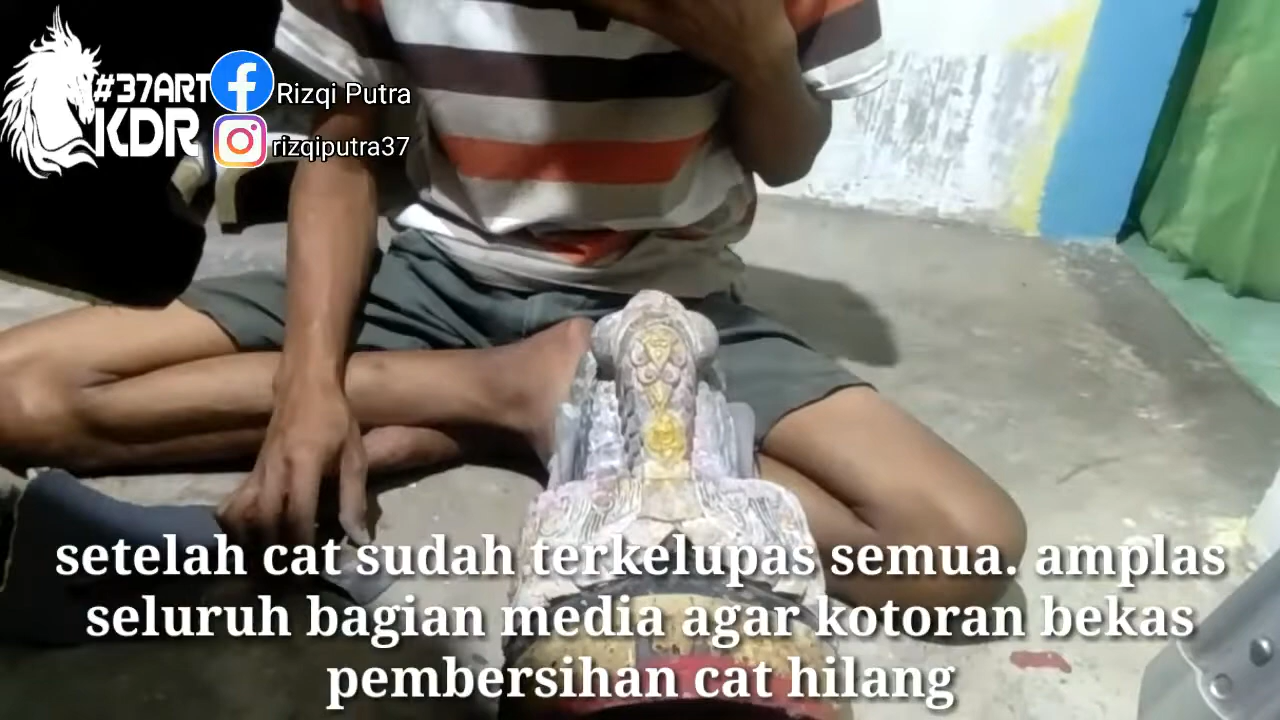 #37ART
KDR
Rizqi Putra
rizqiputra37
setelah cat sudah terkelupas semua. amplas
seluruh bagian media agar kotoran bekas
pembersihan cat hilang